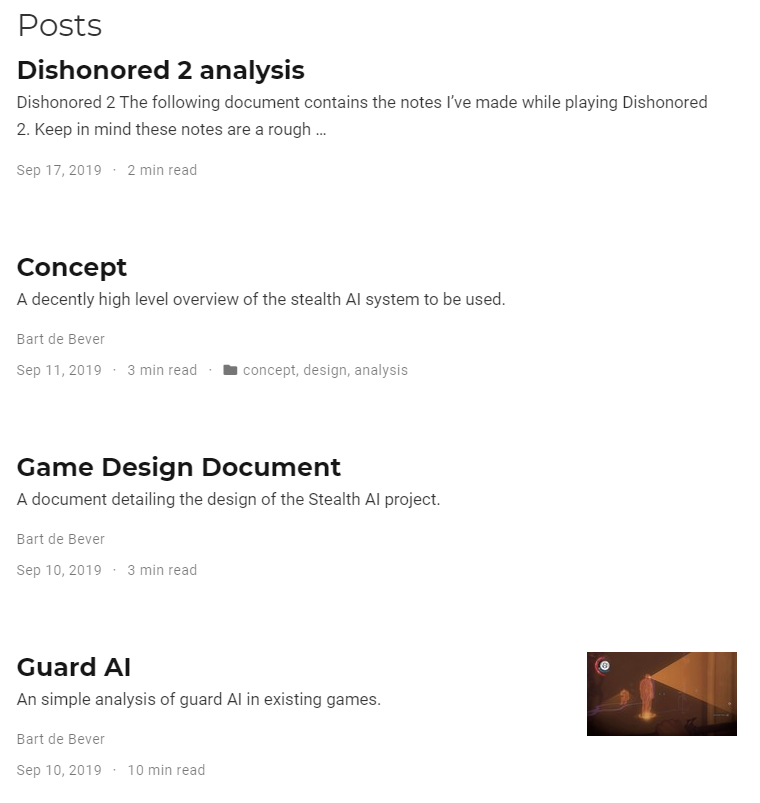 Posts
Dishonored 2 analysis
Dishonored 2 The following document contains the notes I’ve made while playing Dishonored
2. Keep in mind these notes are a rough …
Sep 17, 2019 · 2 min read
Concept
A decently high level overview of the stealth AI system to be used.
Bart de Bever
Sep 11, 2019 · 3 min read · concept, design, analysis
Game Design Document
A document detailing the design of the Stealth AI project.
Bart de Bever
Sep 10, 2019 · 3 min read
Guard AI
An simple analysis of guard AI in existing games.
Bart de Bever
Sep 10, 2019 · 10 min read